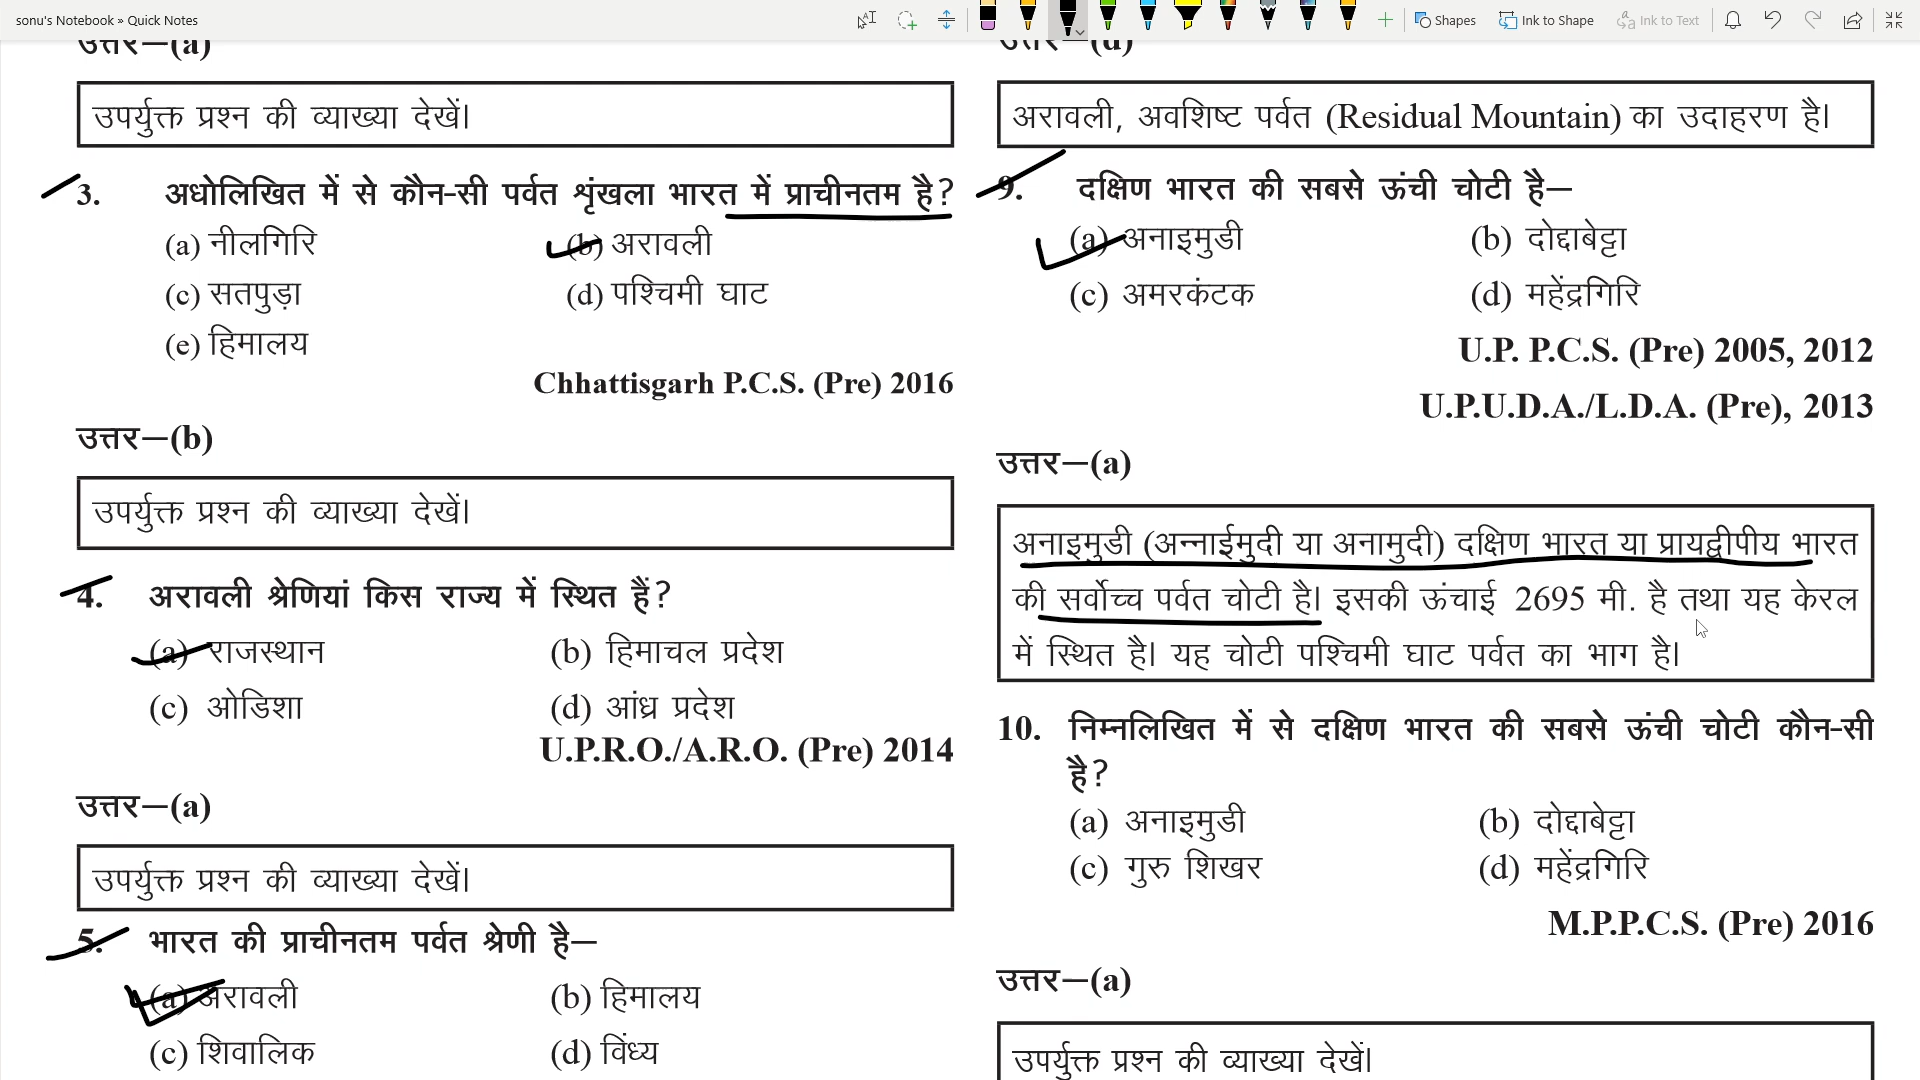 sonu's Notebook » Quick Notes
Shapes
Ink to Shape
Ink to Text
उत्तर—(a)
उपर्युक्त प्रश्न की व्याख्या देखें।
3. अधोलिखित में से कौन-सी पर्वत शृंखला भारत में प्राचीनतम है?
(a) नीलगिरि (b) अरावली
(c) सतपुड़ा (d) पश्चिमी घाट
(e) हिमालय
Chhattisgarh P.C.S. (Pre) 2016
उत्तर—(b)
उपर्युक्त प्रश्न की व्याख्या देखें।
4. अरावली श्रेणियां किस राज्य में स्थित हैं?
(a) राजस्थान (b) हिमाचल प्रदेश
(c) ओडिशा (d) आंध्र प्रदेश
U.P.R.O./A.R.O. (Pre) 2014
उत्तर—(a)
उपर्युक्त प्रश्न की व्याख्या देखें।
5. भारत की प्राचीनतम पर्वत श्रेणी है—
(a) अरावली (b) हिमालय
(c) शिवालिक (d) विंध्य
उत्तर—(d)
अरावली, अवशिष्ट पर्वत (Residual Mountain) का उदाहरण है।
9. दक्षिण भारत की सबसे ऊंची चोटी है—
(a) अनाइमुडी (b) दोद्दाबेट्टा
(c) अमरकंटक (d) महेंद्रगिरि
U.P. P.C.S. (Pre) 2005, 2012
U.P.U.D.A./L.D.A. (Pre), 2013
उत्तर—(a)
अनाइमुडी (अन्नाईमुदी या अनामुदी) दक्षिण भारत या प्रायद्वीपीय भारत
की सर्वोच्च पर्वत चोटी है। इसकी ऊंचाई 2695 मी. है तथा यह केरल
में स्थित है। यह चोटी पश्चिमी घाट पर्वत का भाग है।
10. निम्नलिखित में से दक्षिण भारत की सबसे ऊंची चोटी कौन-सी
है?
(a) अनाइमुडी (b) दोद्दाबेट्टा
(c) गुरु शिखर (d) महेंद्रगिरि
M.P.P.C.S. (Pre) 2016
उत्तर—(a)
उपर्युक्त प्रश्न की व्याख्या देखें।